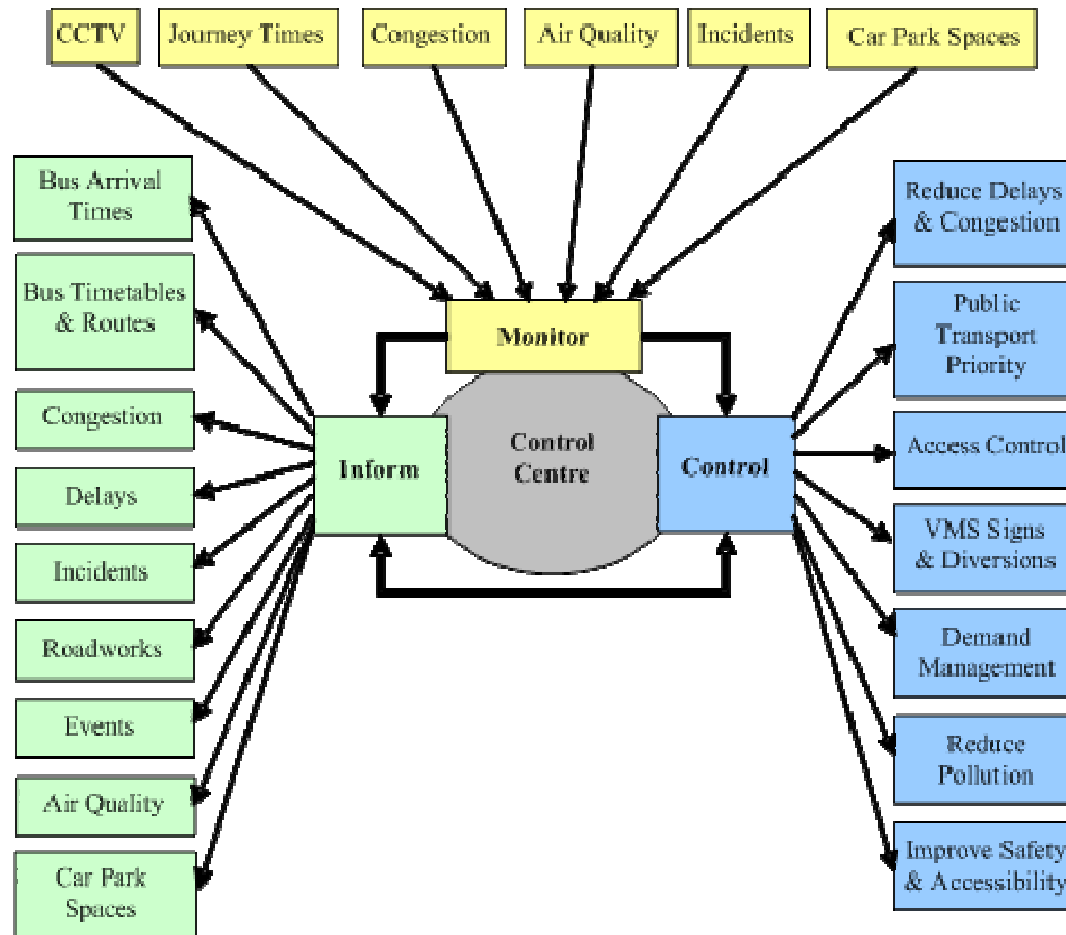 CCTV
Journey Times
Congestion
Air Quality
Incidents
Car Park Spaces
Bus Arrival
Times
Bus Timetables
& Routes
Congestion
Delays
Incidents
Roadworks
Events
Air Quality
Car Park
Spaces
Monitor
Inform
Control
Centre
Control
Reduce Delays
& Congestion
Public
Transport
Priority
Access Control
VMS Signs
& Diversions
Demand
Management
Reduce
Pollution
Improve Safety
& Accessibility